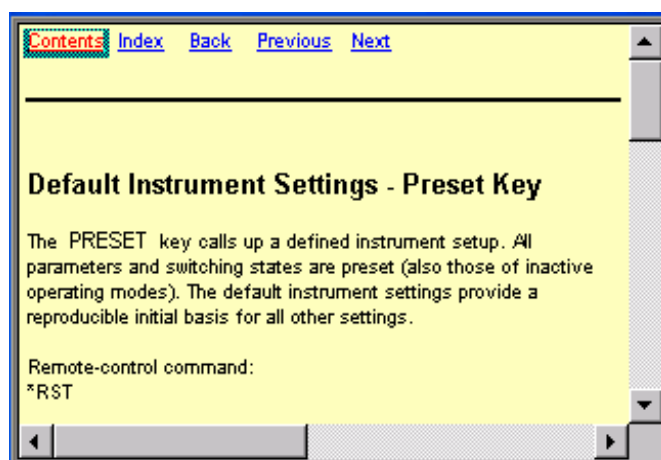 Contents Index Back Previous Next
Default Instrument Settings - Preset Key
The PRESET key calls up a defined instrument setup. All
parameters and switching states are preset (also those of inactive
operating modes). The default instrument settings provide a
reproducible initial basis for all other settings.
Remote-control command:
*RST